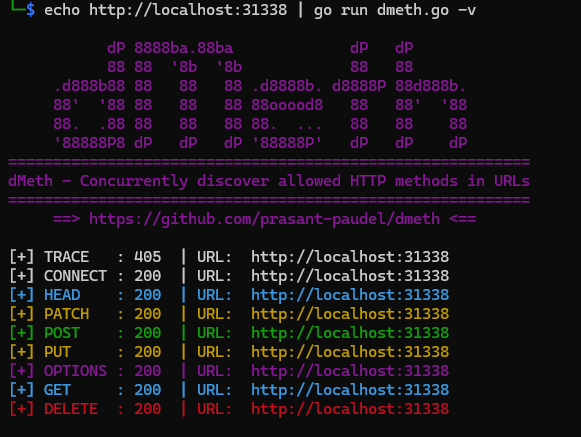 └─$ echo http://localhost:31338 | go run dmeth.go -v
           dP 8888ba.88ba             dP   dP
           88 88  '8b  '8b            88   88
     .d888b88 88   88   88 .d8888b. d8888P 88d888b.
     88'  '88 88   88   88 88ooood8   88   88'  '88
     88.  .88 88   88   88 88.  ...   88   88    88
     '88888P8 dP   dP   dP '88888P'   dP   dP    dP
==========================================================
dMeth - Concurrently discover allowed HTTP methods in URLs
==========================================================
     ==> https://github.com/prasant-paudel/dmeth <==
[+] TRACE   : 405  | URL:  http://localhost:31338
[+] CONNECT : 200  | URL:  http://localhost:31338
[+] HEAD    : 200  | URL:  http://localhost:31338
[+] PATCH   : 200  | URL:  http://localhost:31338
[+] POST    : 200  | URL:  http://localhost:31338
[+] PUT     : 200  | URL:  http://localhost:31338
[+] OPTIONS : 200  | URL:  http://localhost:31338
[+] GET     : 200  | URL:  http://localhost:31338
[+] DELETE  : 200  | URL:  http://localhost:31338